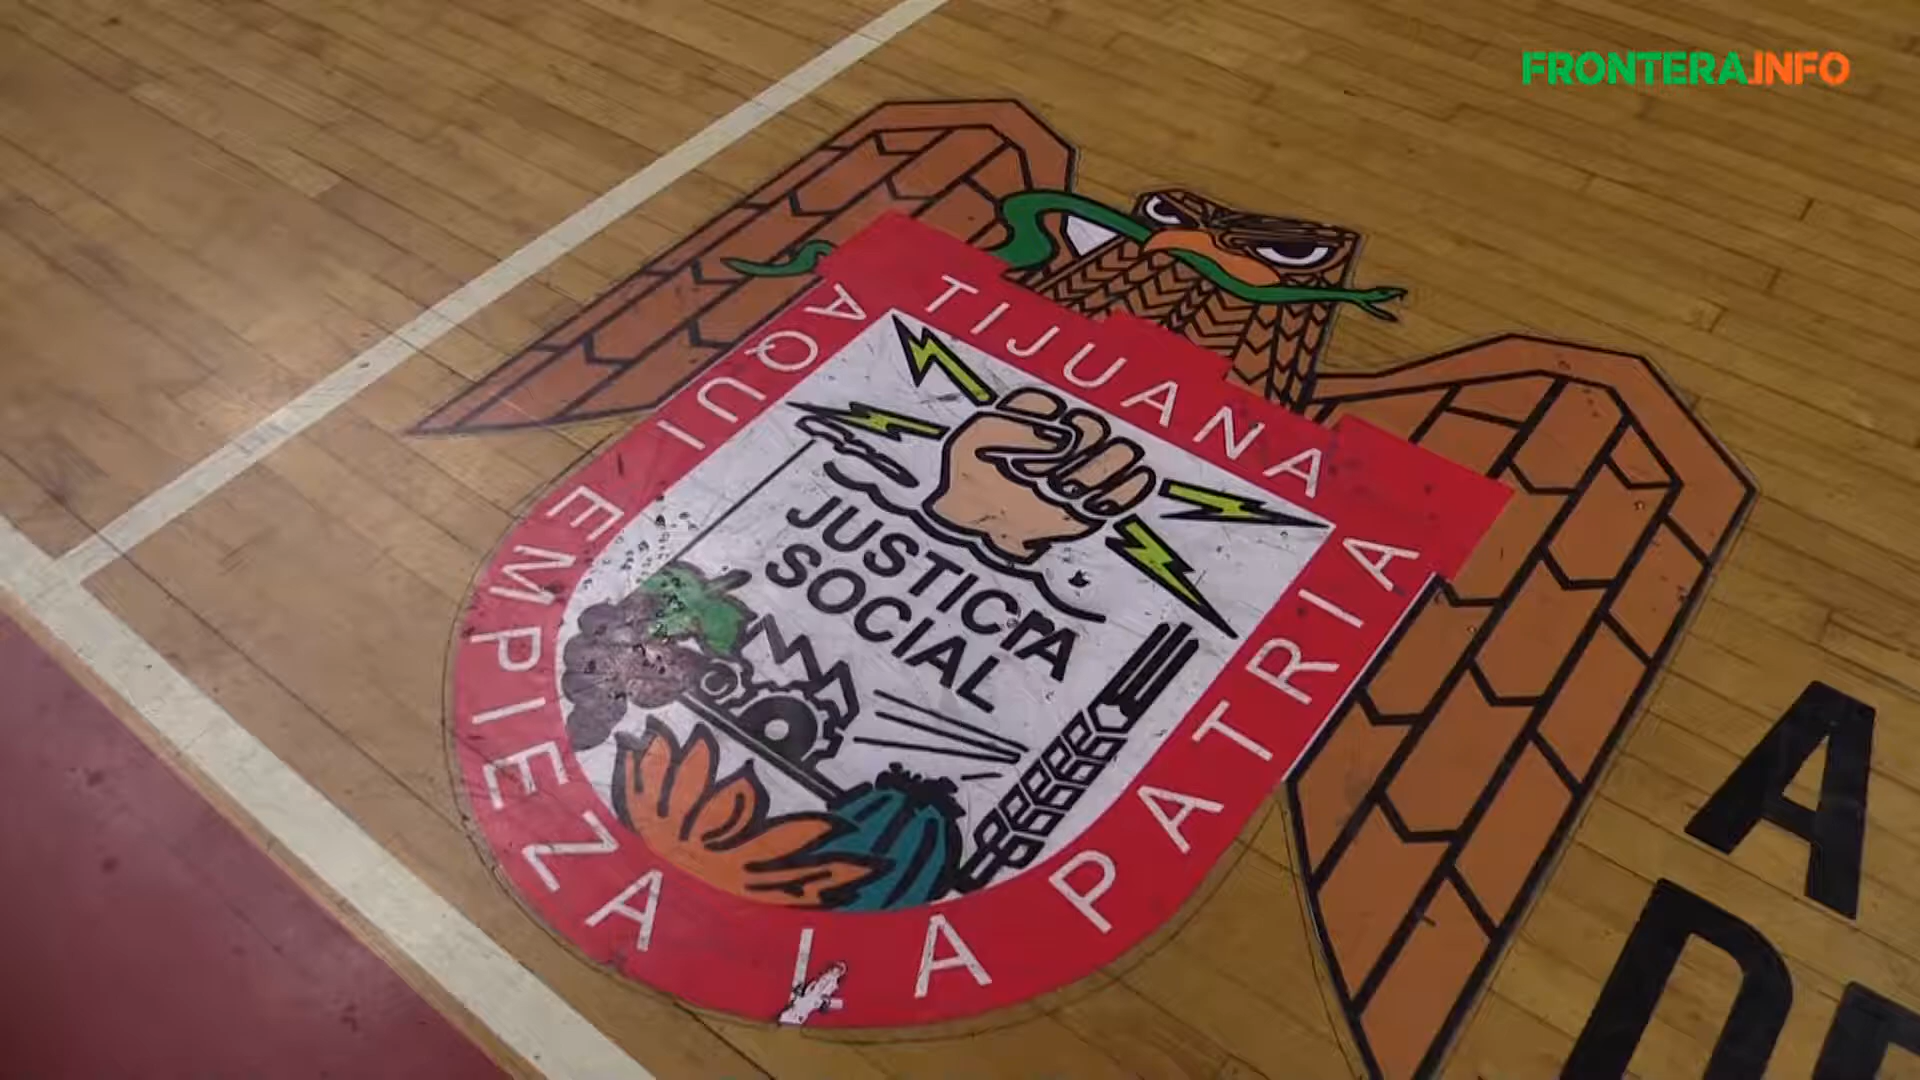 FRONTERA.INFO
TIJUANA
AQUI EMPIEZA LA PATRIA
JUSTICIA
SOCIAL
A